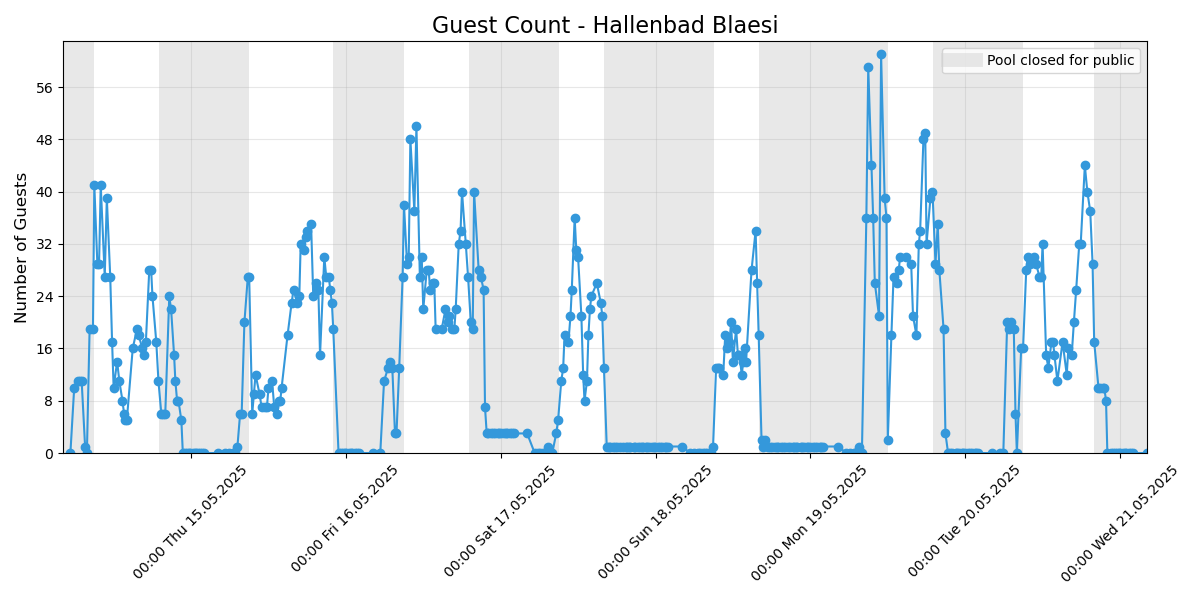 Guest Count - Hallenbad Blaesi
Pool closed for public
Number of Guests
56
48
40
32
24
16
8
0
00:00 Thu 15.05.2025
00:00 Fri 16.05.2025
00:00 Sat 17.05.2025
00:00 Sun 18.05.2025
00:00 Mon 19.05.2025
00:00 Tue 20.05.2025
00:00 Wed 21.05.2025